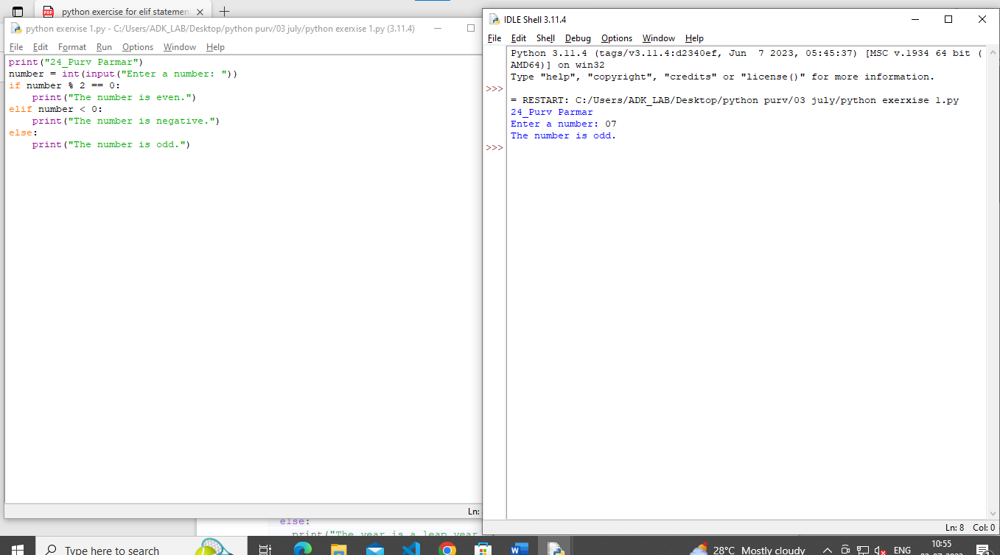 python exercise for elif statemen
python exerxise 1.py - C:/Users/ADK_LAB/Desktop/python purv/03 july/python exerxise 1.py (3.11.4)
File Edit Format Run Options Window Help
print("24_Purv Parmar")
number = int(input("Enter a number: "))
if number % 2 == 0:
    print("The number is even.")
elif number < 0:
    print("The number is negative.")
else:
    print("The number is odd.")
Ln:
else:
print("The year is a leap year
IDLE Shell 3.11.4
File Edit Shell Debug Options Window Help
Python 3.11.4 (tags/v3.11.4:d2340ef, Jun  7 2023, 05:45:37) [MSC v.1934 64 bit (
AMD64)] on win32
Type "help", "copyright", "credits" or "license()" for more information.
>>>
= RESTART: C:/Users/ADK_LAB/Desktop/python purv/03 july/python exerxise 1.py
24_Purv Parmar
Enter a number: 07
The number is odd.
>>>
Ln: 8 Col: 0
Type here to search
28°C Mostly cloudy
ENG
10:55